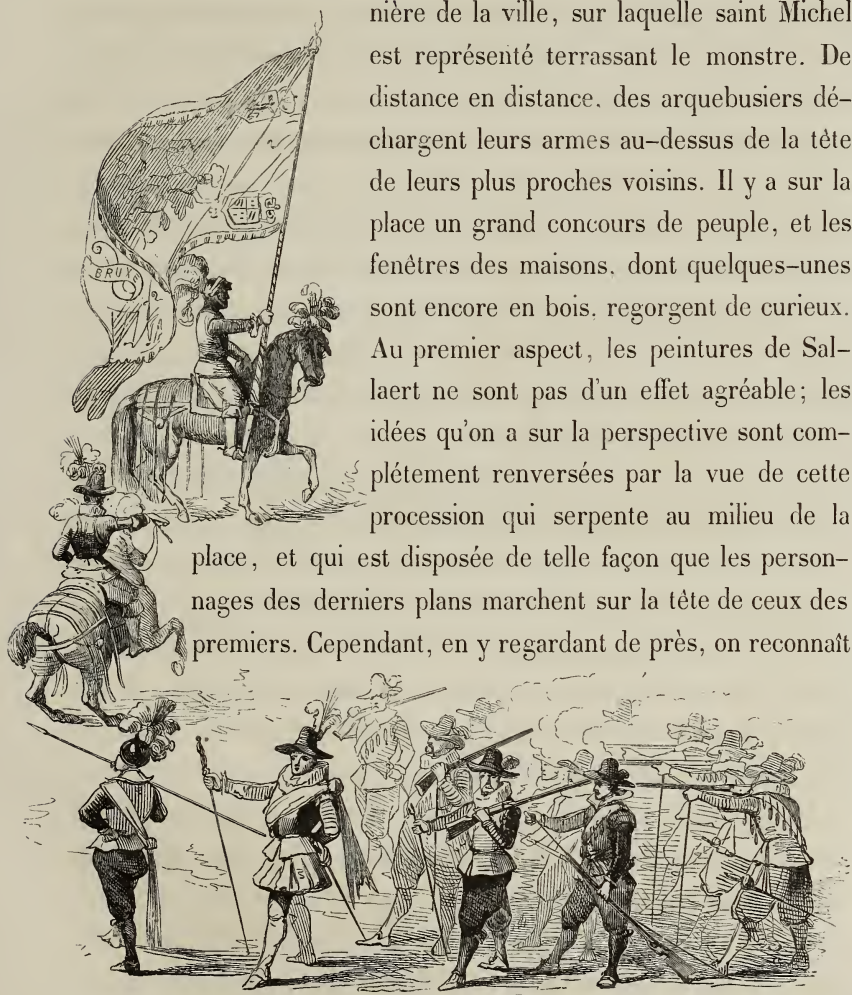 nière de la ville, sur laquelle saint Michel
est représenté terrassant le monstre. De
distance en distance. des arquebusiers dé–
chargent leurs armes au–dessus de la tête
de leurs plus proches voisins. Il y a sur la
place un grand concours de peuple, et les
fenêtres des maisons. dont quelques–unes
sont encore en bois. regorgent de curieux.
Au premier aspect, les peintures de Sal–
laert ne sont pas d'un effet agréable; les
idées qu'on a sur la perspective sont com–
plétement renversées par la vue de cette
procession qui serpente au milieu de la
place, et qui est disposée de telle façon que les person–
nages des derniers plans marchent sur la tête de ceux des
premiers. Cependant, en y regardant de près, on reconnaît
BRUXE